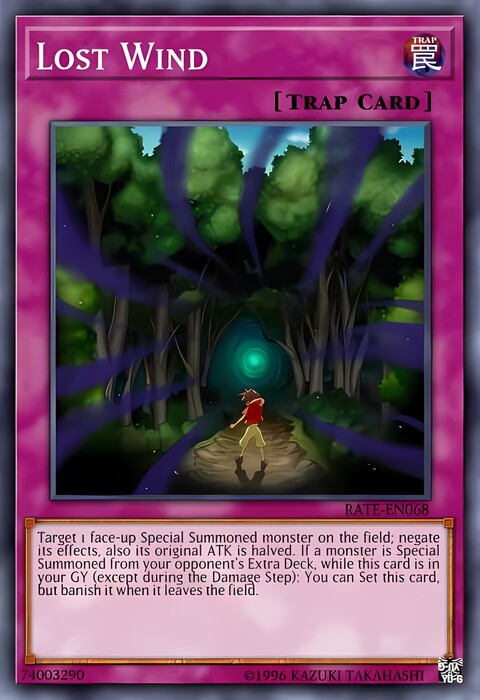 LOST WIND
TRAP
罠
[TRAP CARD]
RATE-EN068
Target 1 face-up Special Summoned monster on the field; negate
its effects, also its original ATK is halved. If a monster is Special
Summoned from your opponent's Extra Deck, while this card is in
your GY (except during the Damage Step): You can Set this card,
but banish it when it leaves the field.
74003290
©1996 KAZUKI TAKAHASHI